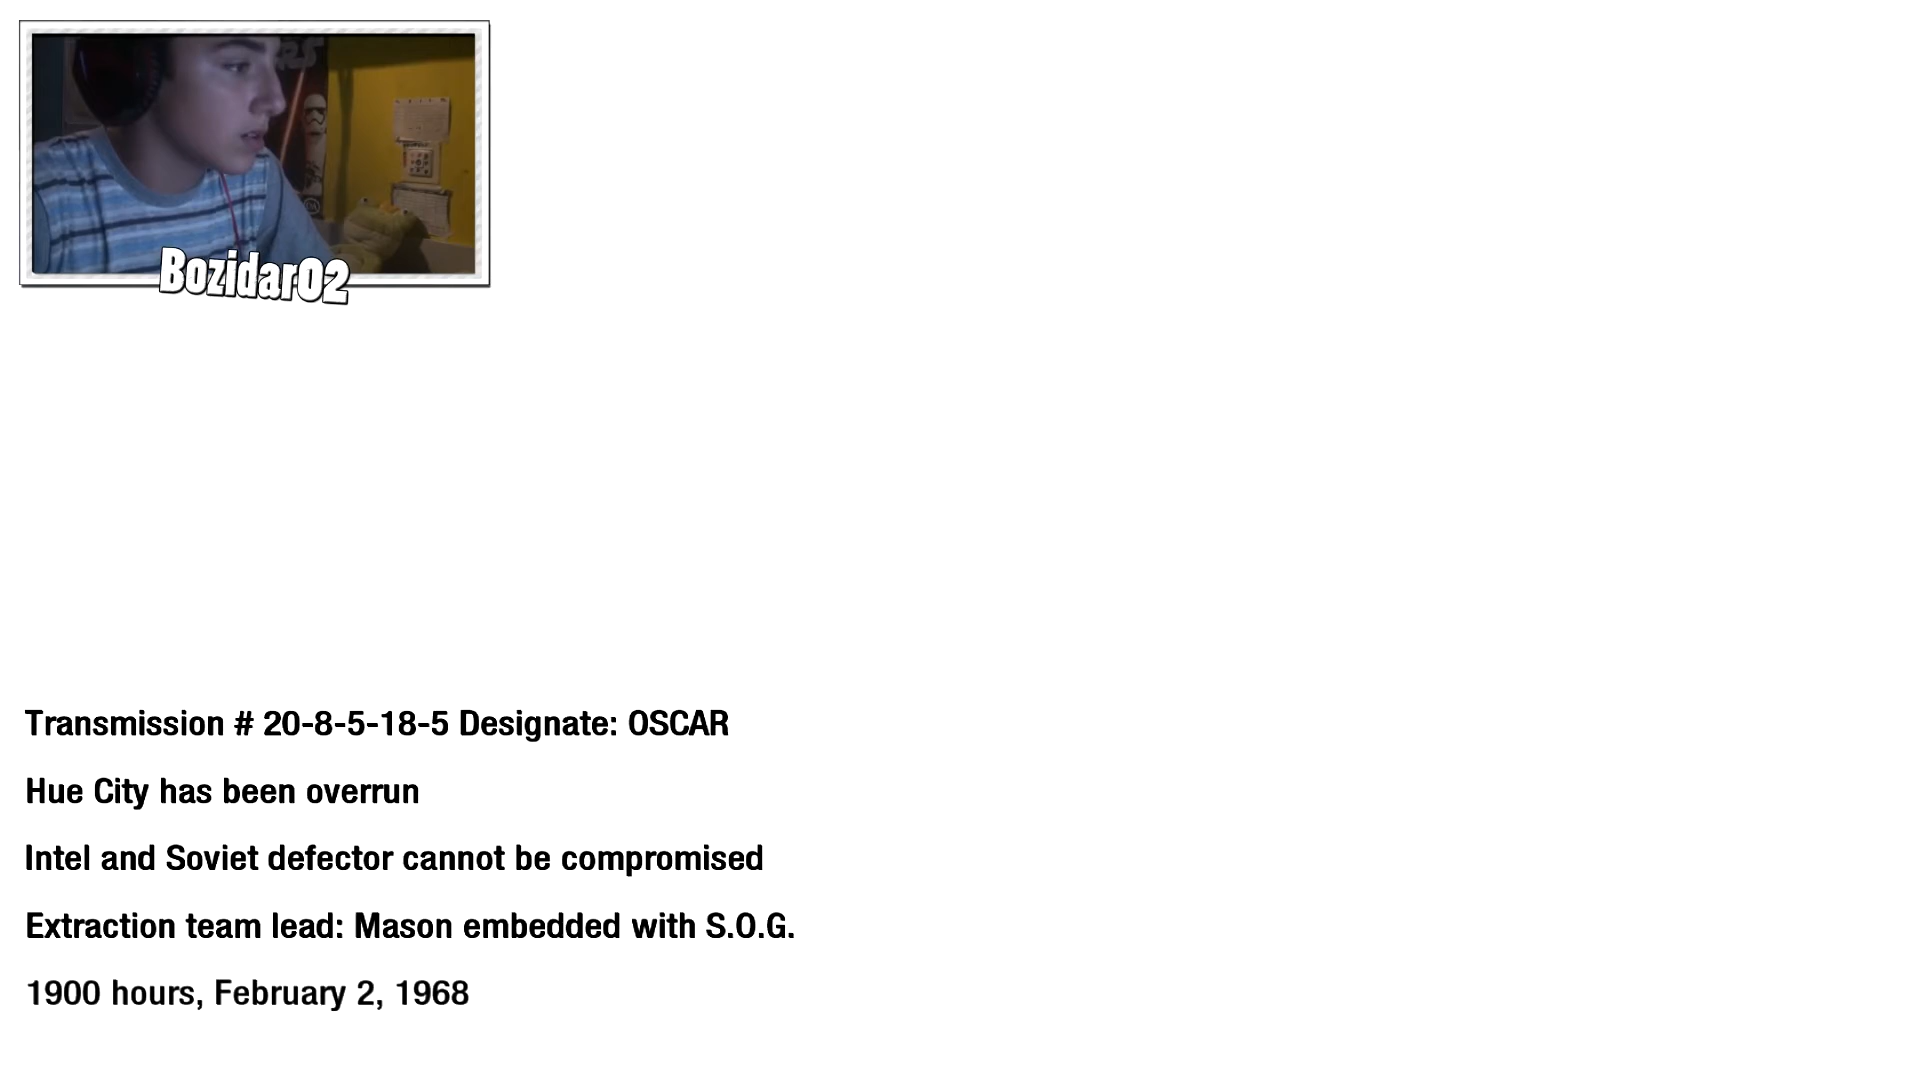 Bozidar02
Transmission # 20-8-5-18-5 Designate: OSCAR
Hue City has been overrun
Intel and Soviet defector cannot be compromised
Extraction team lead: Mason embedded with S.O.G.
1900 hours, February 2, 1968